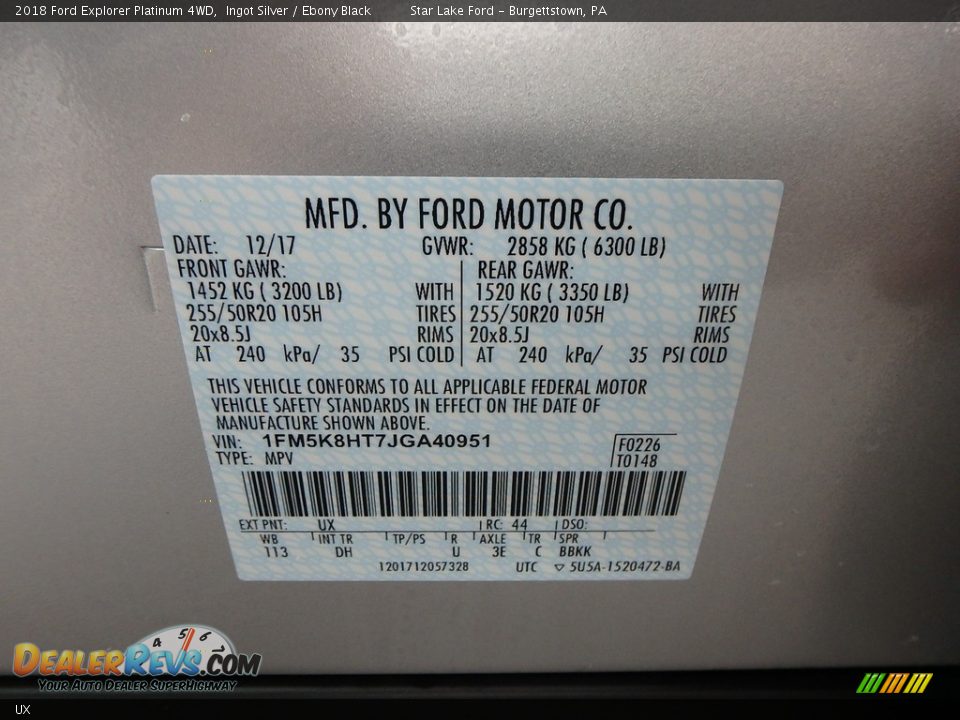 2018 Ford Explorer Platinum 4WD,  Ingot Silver / Ebony Black  Star Lake Ford - Burgettstown, PA
MFD. BY FORD MOTOR CO.
DATE: 12/17 GVWR: 2858 KG ( 6300 LB)
FRONT GAWR: REAR GAWR:
1452 KG ( 3200 LB) WITH 1520 KG ( 3350 LB) WITH
255/50R20 105H TIRES 255/50R20 105H TIRES
20x8.5J RIMS 20x8.5J RIMS
AT 240 kPa/ 35 PSI COLD AT 240 kPa/ 35 PSI COLD
THIS VEHICLE CONFORMS TO ALL APPLICABLE FEDERAL MOTOR
VEHICLE SAFETY STANDARDS IN EFFECT ON THE DATE OF
MANUFACTURE SHOWN ABOVE.
VIN: 1FM5K8HT7JGA40951 F0226
TYPE: MPV T0148
EXT PNT: UX RC: 44 DSO:
WB INT TR TP/PS R AXLE TR SPR
113 DH U 3E C BBKK
1201712057328 UTC ▽ 5U5A-1520472-BA
4 5 6 7
DealerRevs.com
Your Auto Dealer SuperHighway
UX